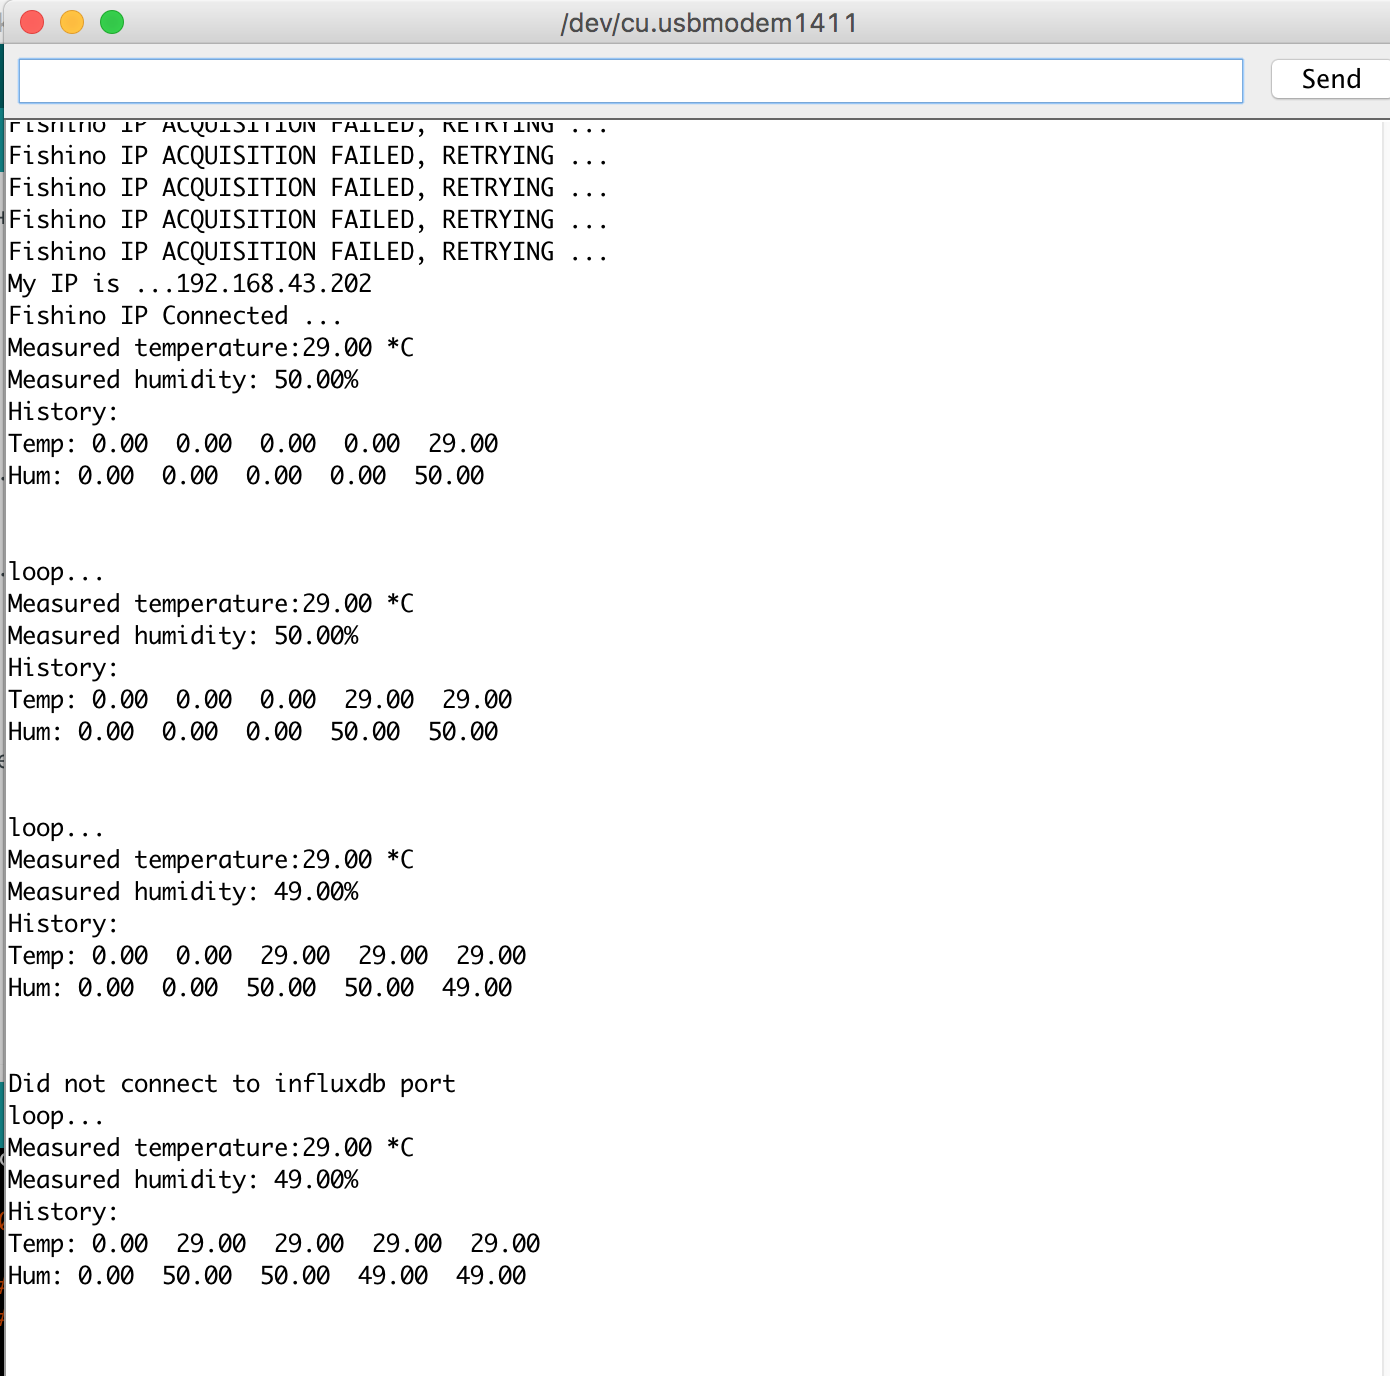 /dev/cu.usbmodem1411
Send
Fishino IP ACQUISITION FAILED, RETRYING ...
Fishino IP ACQUISITION FAILED, RETRYING ...
Fishino IP ACQUISITION FAILED, RETRYING ...
Fishino IP ACQUISITION FAILED, RETRYING ...
Fishino IP ACQUISITION FAILED, RETRYING ...
My IP is ...192.168.43.202
Fishino IP Connected ...
Measured temperature:29.00 *C
Measured humidity: 50.00%
History:
Temp: 0.00  0.00  0.00  0.00  29.00
Hum: 0.00  0.00  0.00  0.00  50.00
loop...
Measured temperature:29.00 *C
Measured humidity: 50.00%
History:
Temp: 0.00  0.00  0.00  29.00  29.00
Hum: 0.00  0.00  0.00  50.00  50.00
loop...
Measured temperature:29.00 *C
Measured humidity: 49.00%
History:
Temp: 0.00  0.00  29.00  29.00  29.00
Hum: 0.00  0.00  50.00  50.00  49.00
Did not connect to influxdb port
loop...
Measured temperature:29.00 *C
Measured humidity: 49.00%
History:
Temp: 0.00  29.00  29.00  29.00  29.00
Hum: 0.00  50.00  50.00  49.00  49.00